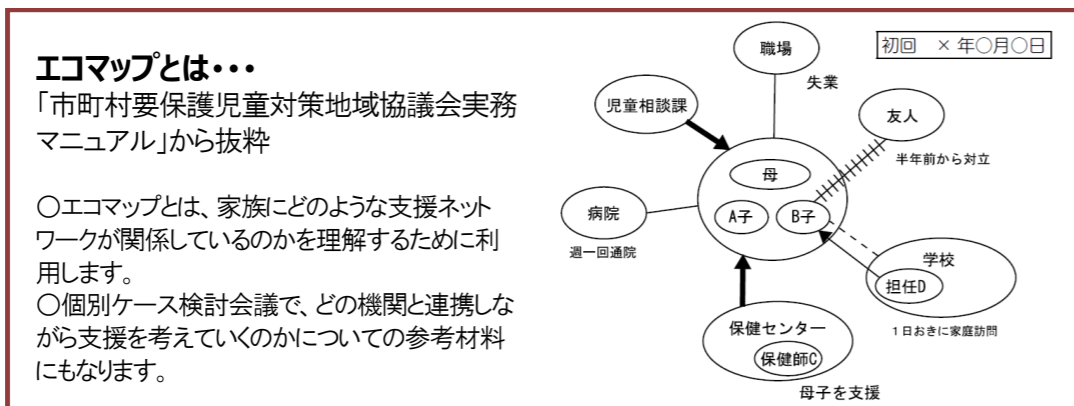 エコマップとは・・・
「市町村要保護児童対策地域協議会実務
マニュアル」から抜粋
○エコマップとは、家族にどのような支援ネット
ワークが関係しているのかを理解するために利
用します。
○個別ケース検討会議で、どの機関と連携しな
がら支援を考えていくのかについての参考材料
にもなります。
初回　×年○月○日
職場
失業
児童相談課
友人
半年前から対立
母
A子
B子
病院
週一回通院
学校
担任D
1日おきに家庭訪問
保健センター
保健師C
母子を支援